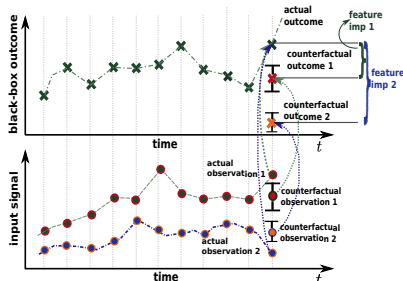 actual
outcome
feature
imp 1
black-box outcome
counterfactual
outcome 1
feature
imp 2
counterfactual
outcome 2
time
t
actual
observation 1
input signal
counterfactual
observation 1
actual
observation 2
counterfactual
observation 2
time
t